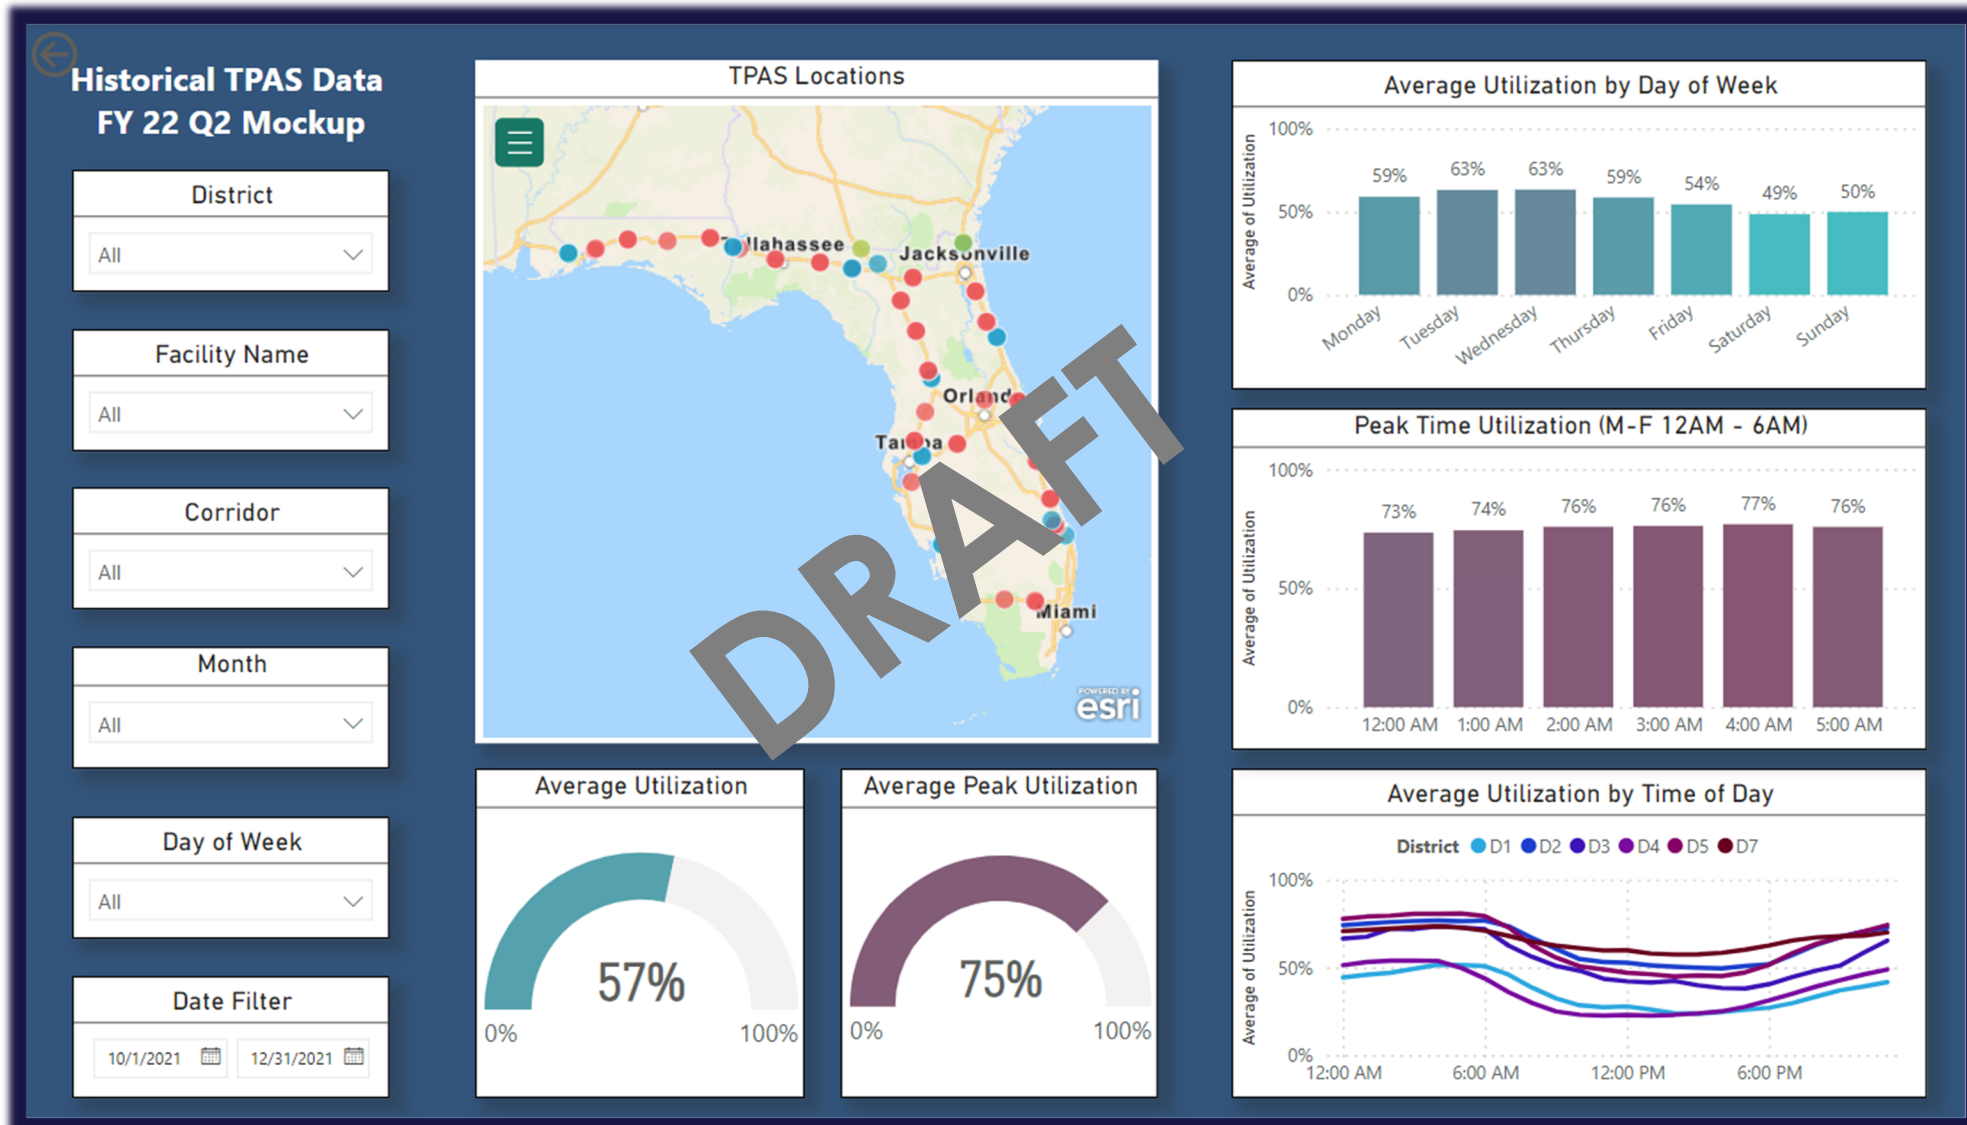 Historical TPAS Data
FY 22 Q2 Mockup
District
All
Facility Name
All
Corridor
All
Month
All
Day of Week
All
Date Filter
10/1/2021
12/31/2021
TPAS Locations
llahassee
Jacksonville
Orland
Tampa
Miami
POWERED BY
esri
DRAFT
Average Utilization
57%
0%
100%
Average Peak Utilization
75%
0%
100%
Average Utilization by Day of Week
Average of Utilization
100%
50%
0%
59%
63%
63%
59%
54%
49%
50%
Monday
Tuesday
Wednesday
Thursday
Friday
Saturday
Sunday
Peak Time Utilization (M-F 12AM - 6AM)
Average of Utilization
100%
50%
0%
73%
74%
76%
76%
77%
76%
12:00 AM
1:00 AM
2:00 AM
3:00 AM
4:00 AM
5:00 AM
Average Utilization by Time of Day
District D1 D2 D3 D4 D5 D7
Average of Utilization
100%
50%
0%
12:00 AM
6:00 AM
12:00 PM
6:00 PM